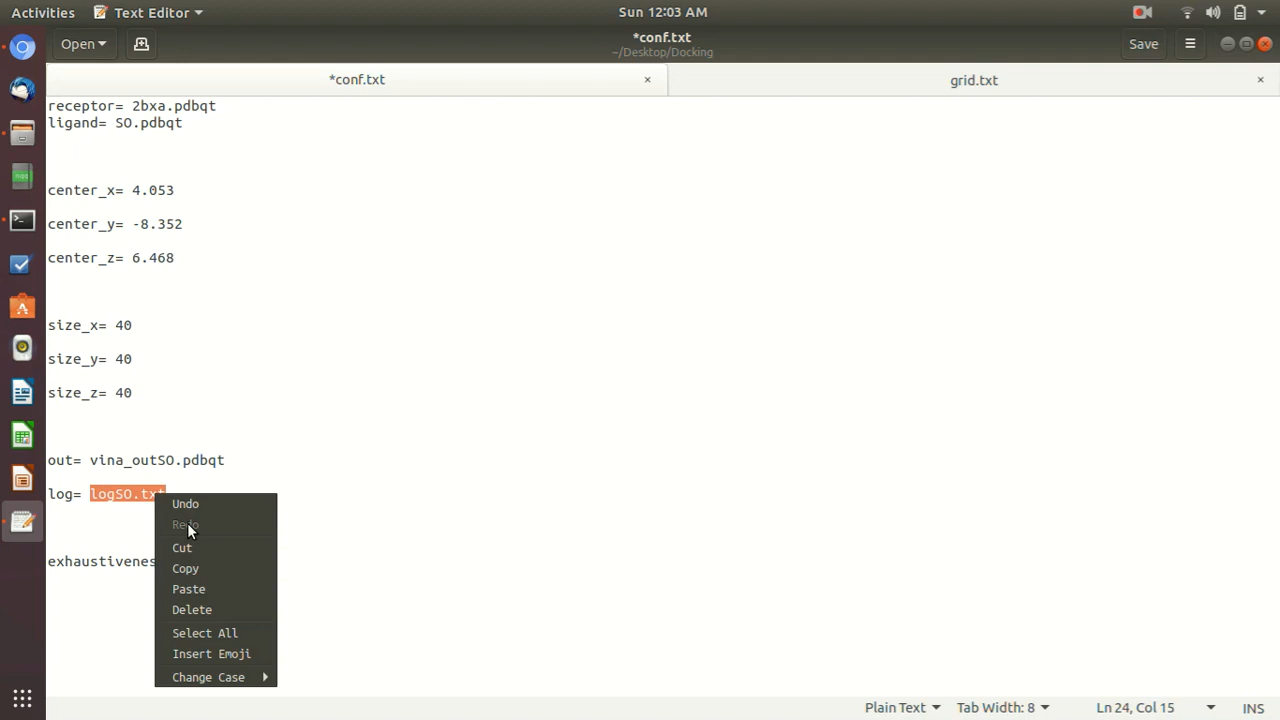 Activities Text Editor Sun 12:03 AM
Open *conf.txt Save
~/Desktop/Docking
*conf.txt × grid.txt ×
receptor= 2bxa.pdbqt
ligand= SO.pdbqt
center_x= 4.053
center_y= -8.352
center_z= 6.468
size_x= 40
size_y= 40
size_z= 40
out= vina_outSO.pdbqt
log= logSO.txt
Undo
Redo
Cut
exhaustivenes
Copy
Paste
Delete
Select All
Insert Emoji
Change Case
Plain Text Tab Width: 8 Ln 24, Col 15 INS